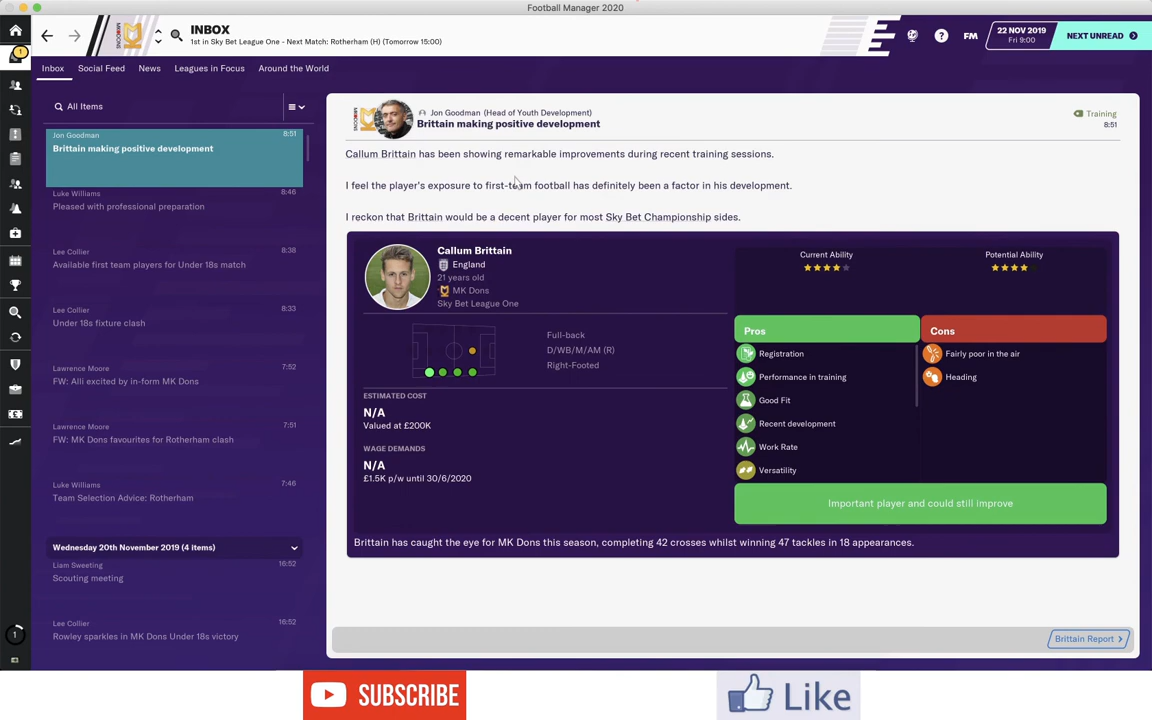 Football Manager 2020
INBOX
1st in Sky Bet League One - Next Match: Rotherham (H) (Tomorrow 15:00)
FM
22 NOV 2019
Fri 9:00
NEXT UNREAD
1
Inbox
Social Feed
News
Leagues in Focus
Around the World
All Items
Jon Goodman
8:51
Brittain making positive development
Luke Williams
8:46
Pleased with professional preparation
Lee Collier
8:38
Available first team players for Under 18s match
Lee Collier
8:33
Under 18s fixture clash
Lawrence Moore
7:52
FW: Alli excited by in-form MK Dons
Lawrence Moore
7:51
FW: MK Dons favourites for Rotherham clash
Luke Williams
7:46
Team Selection Advice: Rotherham
Wednesday 20th November 2019 (4 items)
Liam Sweeting
16:52
Scouting meeting
Lee Collier
16:52
Rowley sparkles in MK Dons Under 18s victory
1
Jon Goodman (Head of Youth Development)
Brittain making positive development
Training
8:51
Callum Brittain has been showing remarkable improvements during recent training sessions.
I feel the player's exposure to first-team football has definitely been a factor in his development.
I reckon that Brittain would be a decent player for most Sky Bet Championship sides.
Callum Brittain
England
21 years old
MK Dons
Sky Bet League One
Full-back
D/WB/M/AM (R)
Right-Footed
ESTIMATED COST
N/A
Valued at £200K
WAGE DEMANDS
N/A
£1.5K p/w until 30/6/2020
Current Ability
Potential Ability
Pros
Registration
Performance in training
Good Fit
Recent development
Work Rate
Versatility
Cons
Fairly poor in the air
Heading
Important player and could still improve
Brittain has caught the eye for MK Dons this season, completing 42 crosses whilst winning 47 tackles in 18 appearances.
Brittain Report
SUBSCRIBE
Like